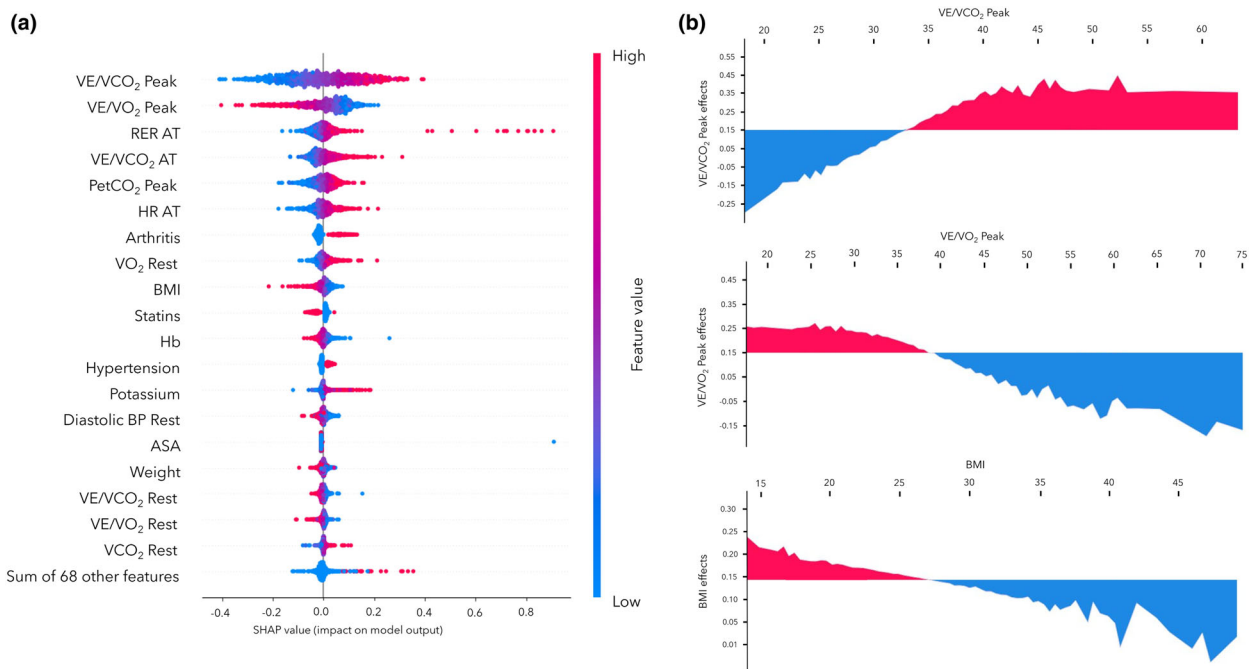 (a)
High
VE/VCO₂ Peak
VE/VO₂ Peak
RER AT
VE/VCO₂ AT
PetCO₂ Peak
HR AT
Arthritis
VO₂ Rest
BMI
Statins
Hb
Hypertension
Potassium
Diastolic BP Rest
ASA
Weight
VE/VCO₂ Rest
VE/VO₂ Rest
VCO₂ Rest
Sum of 68 other features
Feature value
Low
-0.4 -0.2 0.0 0.2 0.4 0.6 0.8
SHAP value (impact on model output)
(b)
VE/VCO₂ Peak
20 25 30 35 40 45 50 55 60
VE/VCO₂ Peak effects
0.55
0.45
0.35
0.25
0.15
0.15
-0.05
-0.15
-0.25
VE/VO₂ Peak
20 25 30 35 40 45 50 55 60 65 70 75
VE/VO₂ Peak effects
0.45
0.35
0.25
0.15
0.05
-0.05
-0.15
BMI
15 20 25 30 35 40 45
BMI effects
0.30
0.25
0.20
0.15
0.10
0.05
0.01